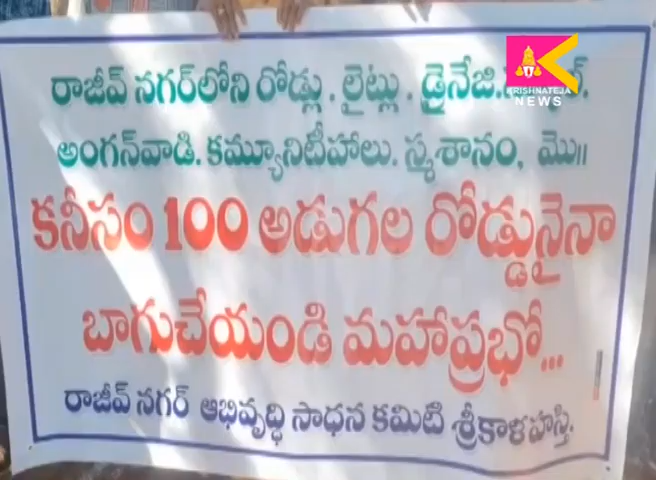 రాజీవ్ నగర్‌లోని రోడ్లు. లైట్లు. డ్రైనేజి.
అంగన్‌వాడి. కమ్యూనిటీహాలు. స్మశానం, మొ||
కనీసం 100 అడుగల రోడ్డునైనా
బాగుచేయండి మహాప్రభో...
రాజీవ్ నగర్ అభివృద్ధి సాధన కమిటి శ్రీకాళహస్తి.
K
KRISHNATEJA
NEWS